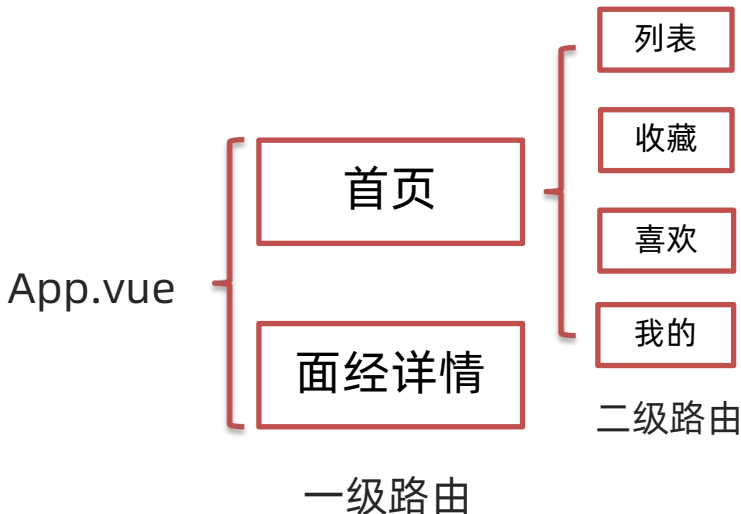 App.vue
首页
面经详情
一级路由
列表
收藏
喜欢
我的
二级路由